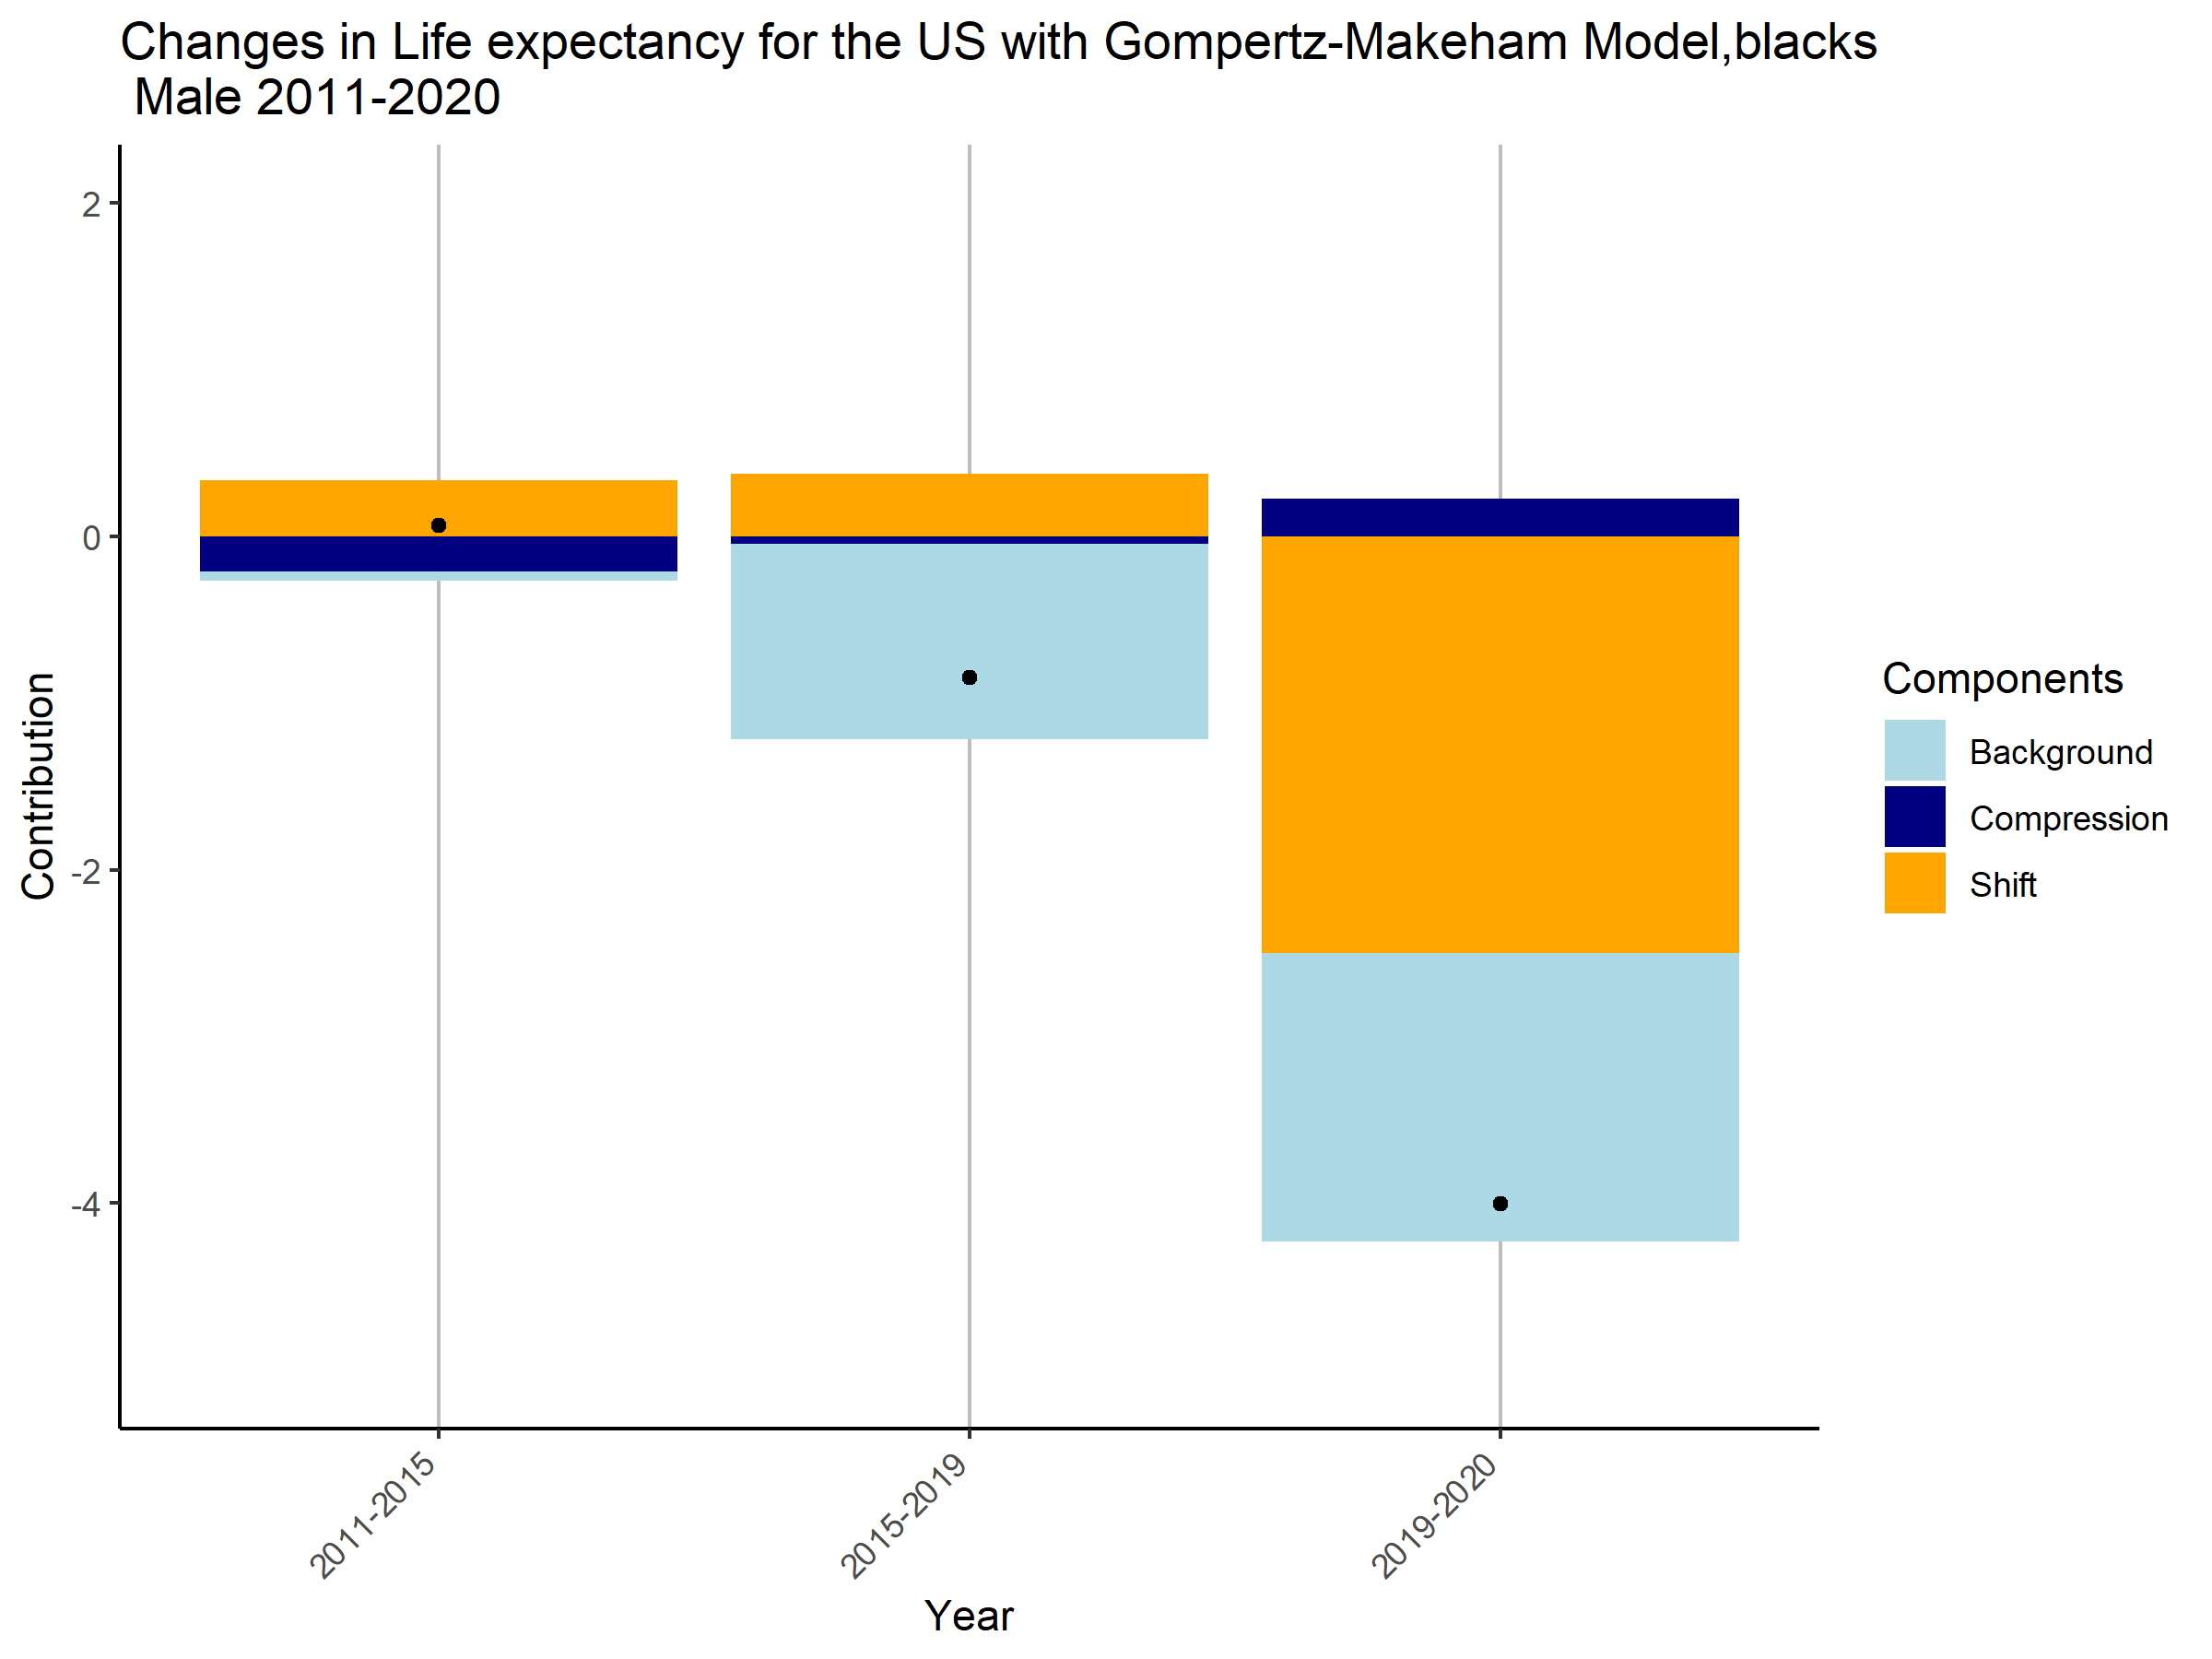 Changes in Life expectancy for the US with Gompertz-Makeham Model,blacks
Male 2011-2020
2
0
-2
-4
Contribution
2011-2015
2015-2019
2019-2020
Year
Components
Background
Compression
Shift